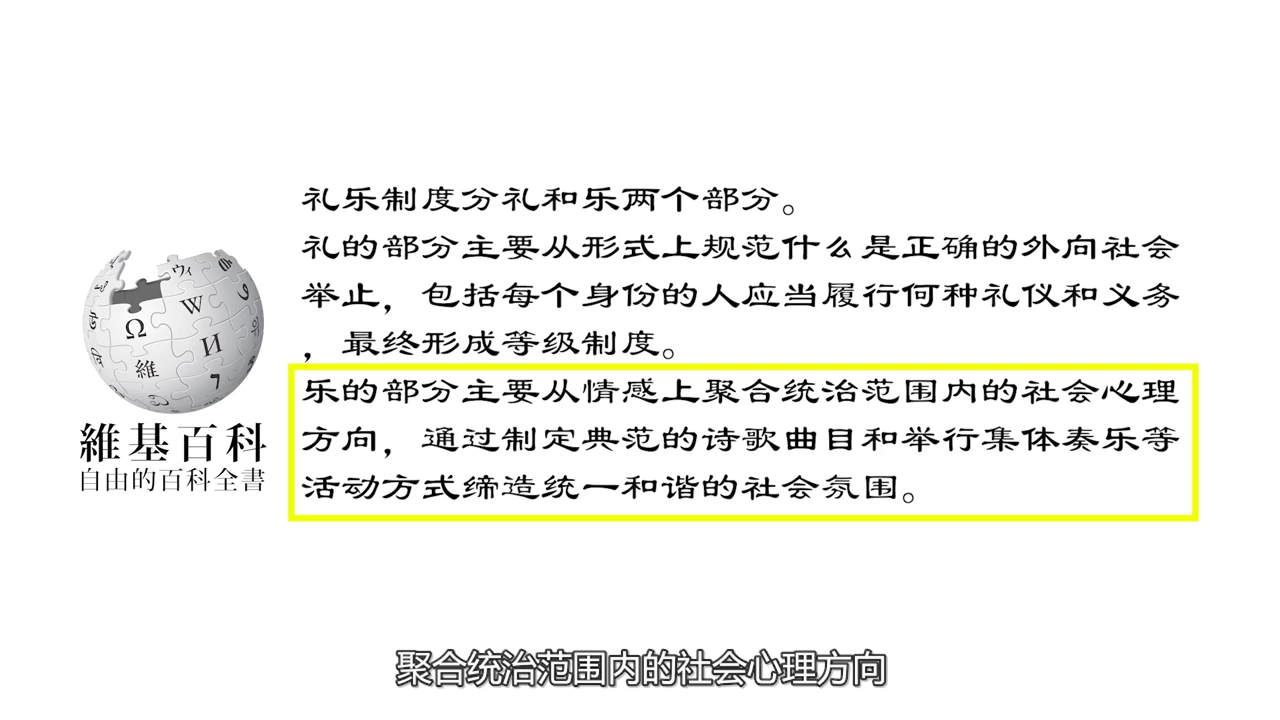 礼乐制度分礼和乐两个部分。
礼的部分主要从形式上规范什么是正确的外向社会
举止，包括每个身份的人应当履行何种礼仪和义务
，最终形成等级制度。
乐的部分主要从情感上聚合统治范围内的社会心理
方向，通过制定典范的诗歌曲目和举行集体奏乐等
活动方式缔造统一和谐的社会氛围。
Ω
W
И
維
維基百科
自由的百科全書
聚合统治范围内的社会心理方向